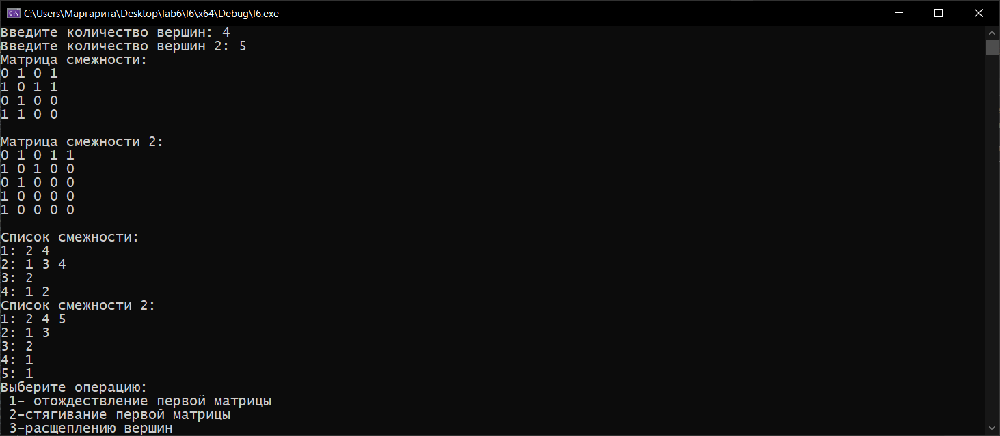 C:\Users\Маргарита\Desktop\lab6\l6\x64\Debug\l6.exe
Введите количество вершин: 4
Введите количество вершин 2: 5
Матрица смежности:
0 1 0 1
1 0 1 1
0 1 0 0
1 1 0 0
Матрица смежности 2:
0 1 0 1 1
1 0 1 0 0
0 1 0 0 0
1 0 0 0 0
1 0 0 0 0
Список смежности:
1: 2 4
2: 1 3 4
3: 2
4: 1 2
Список смежности 2:
1: 2 4 5
2: 1 3
3: 2
4: 1
5: 1
Выберите операцию:
1- отождествление первой матрицы
2-стягивание первой матрицы
3-расщеплению вершин